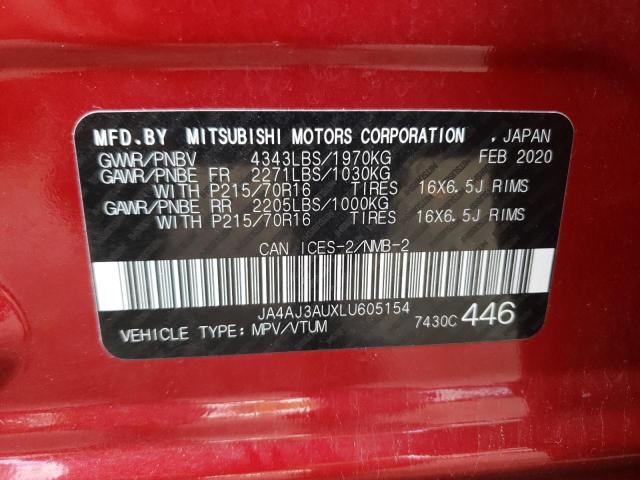 MFD.BY MITSUBISHI MOTORS CORPORATION . JAPAN
GVWR/PNBV 4343LBS/1970KG FEB 2020
GAWR/PNBE FR 2271LBS/1030KG
WITH P215/70R16 TIRES 16X6.5J RIMS
GAWR/PNBE RR 2205LBS/1000KG
WITH P215/70R16 TIRES 16X6.5J RIMS
CAN ICES-2/NMB-2
JA4AJ3AUXLU605154
VEHICLE TYPE: MPV/VTUM 7430C 446